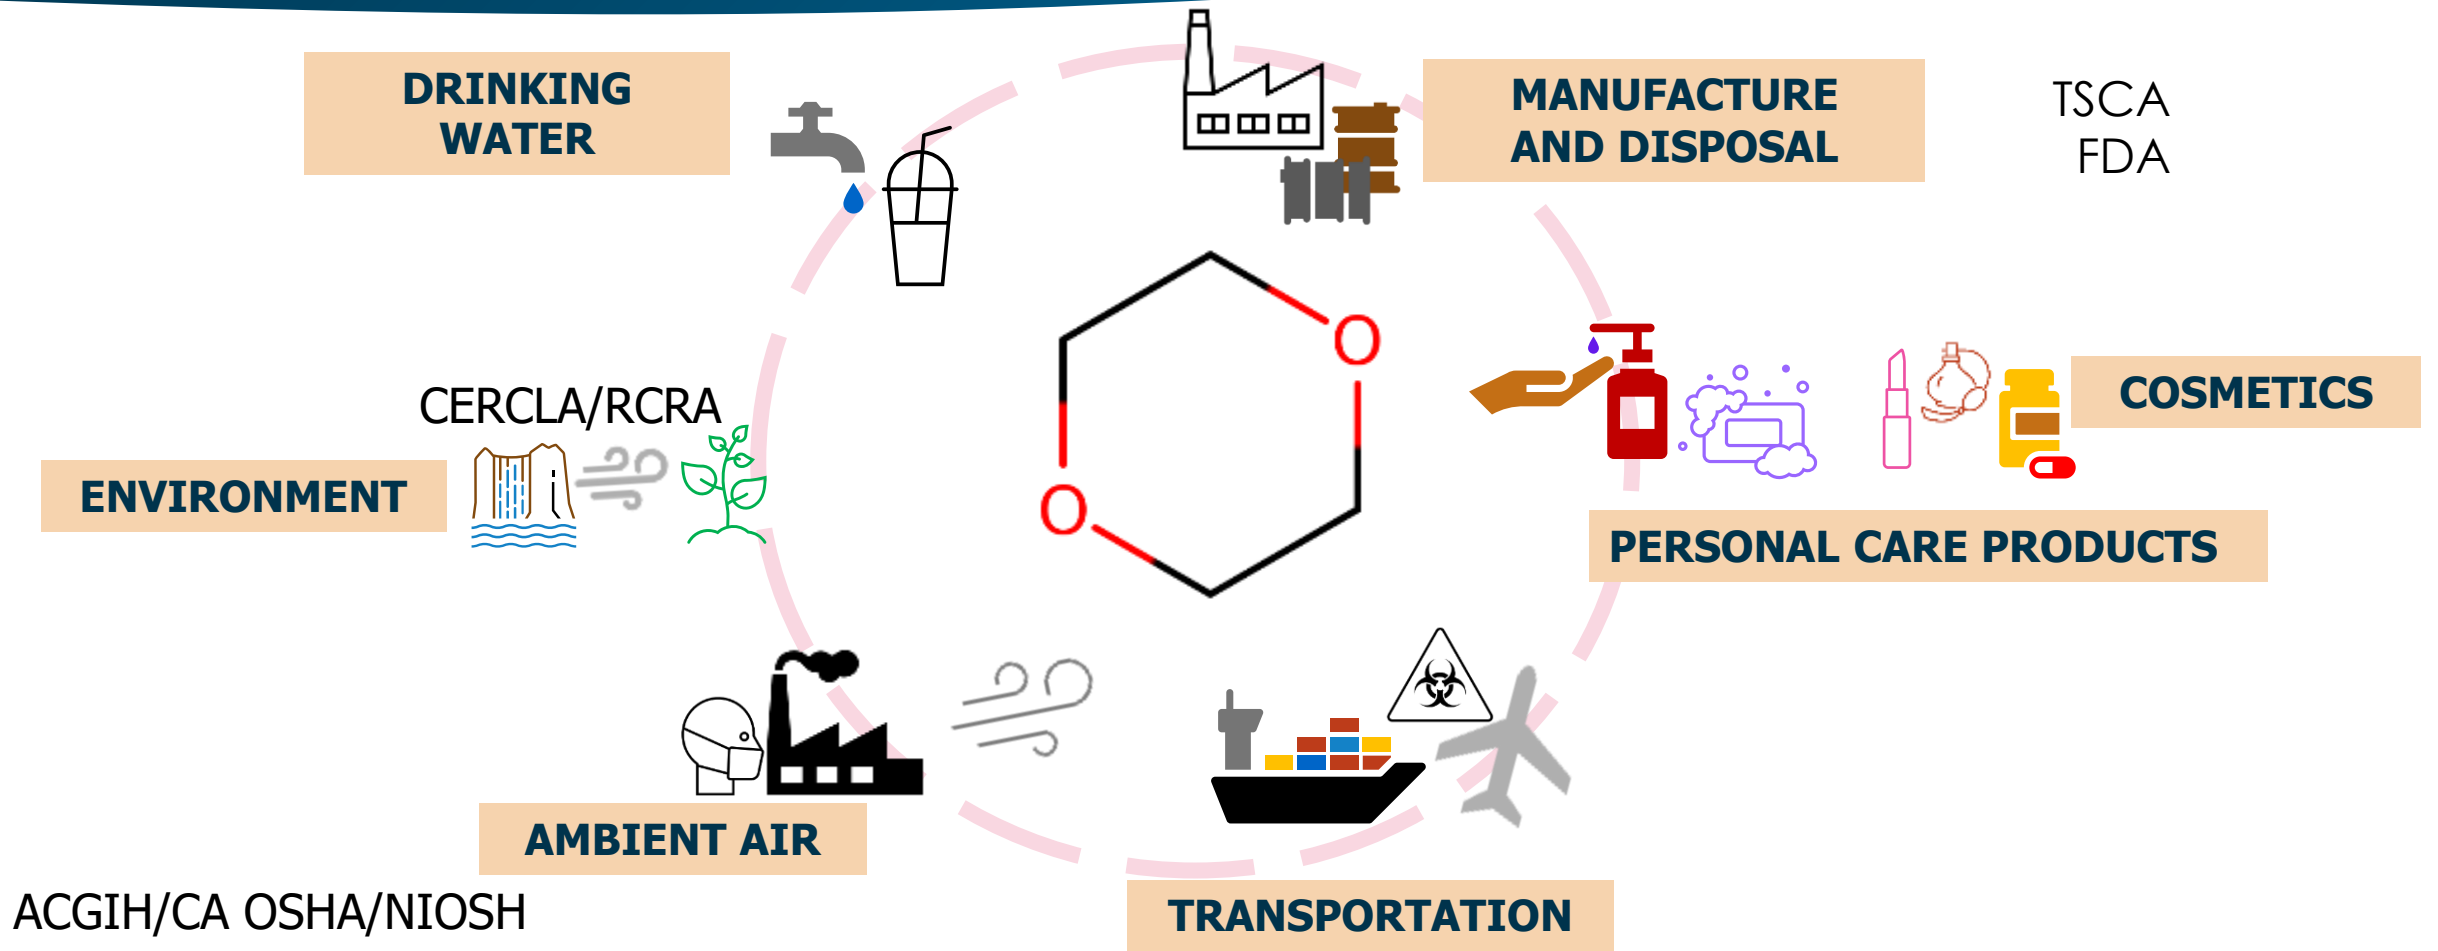 DRINKING
WATER
MANUFACTURE
AND DISPOSAL
TSCA
FDA
O
O
CERCLA/RCRA
ENVIRONMENT
COSMETICS
PERSONAL CARE PRODUCTS
AMBIENT AIR
ACGIH/CA OSHA/NIOSH
TRANSPORTATION